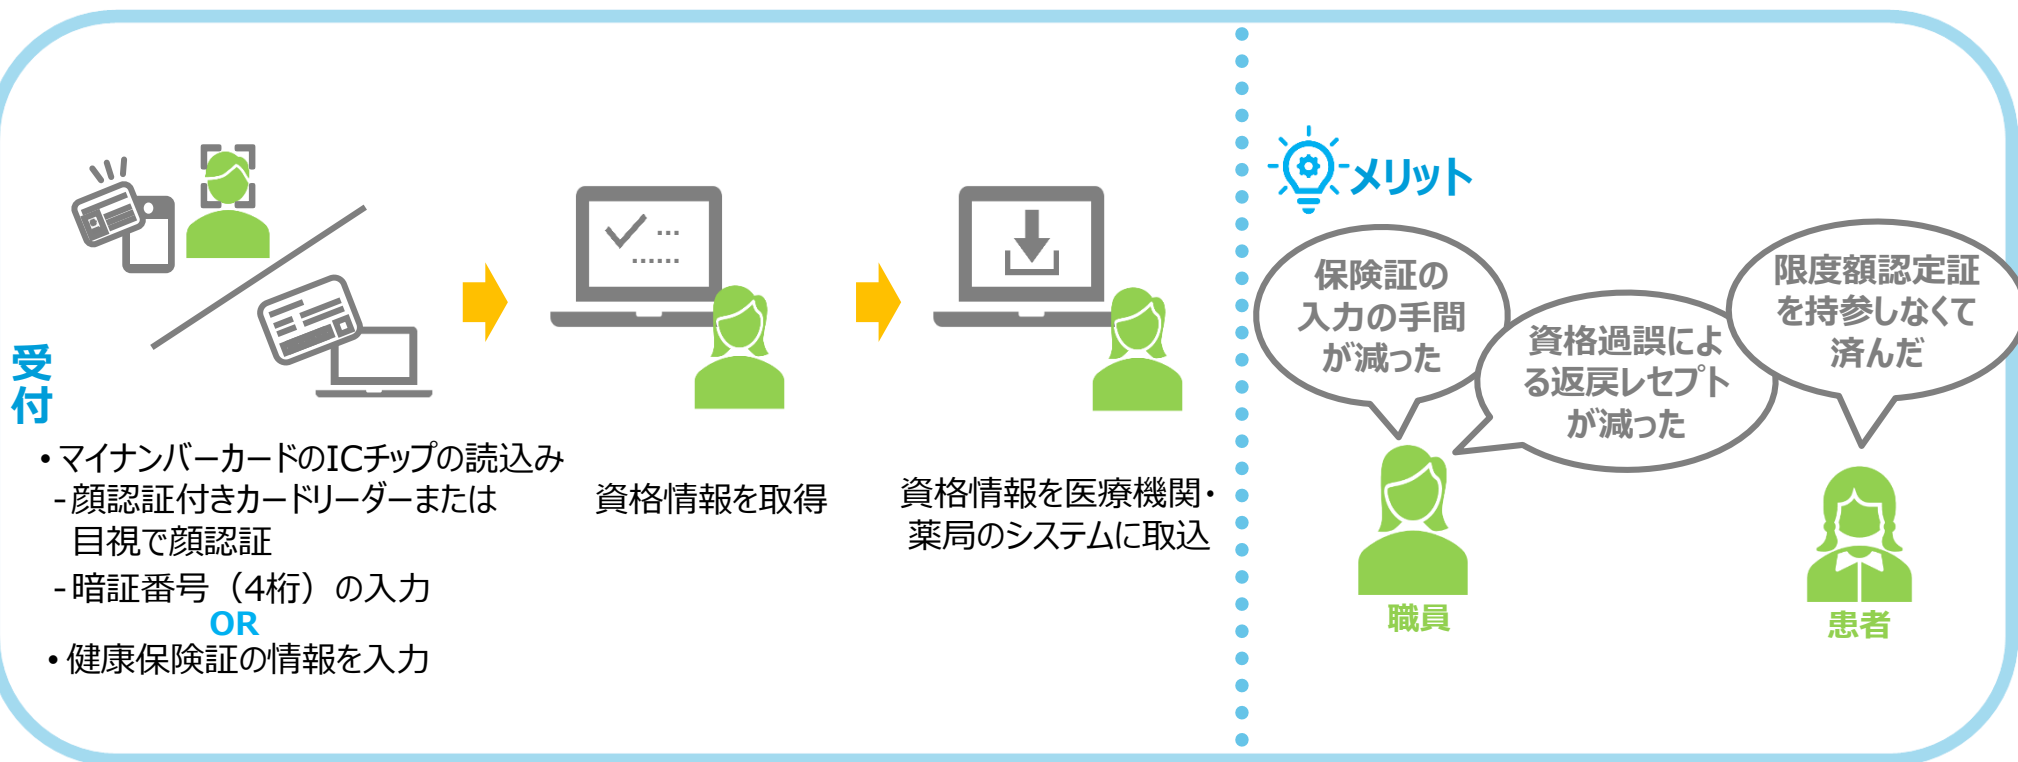 受付
•マイナンバーカードのICチップの読込み
-顔認証付きカードリーダーまたは
目視で顔認証
-暗証番号（4桁）の入力
OR
•健康保険証の情報を入力
資格情報を取得
資格情報を医療機関・
薬局のシステムに取込
メリット
保険証の
入力の手間
が減った
資格過誤によ
る返戻レセプト
が減った
限度額認定証
を持参しなくて
済んだ
職員
患者